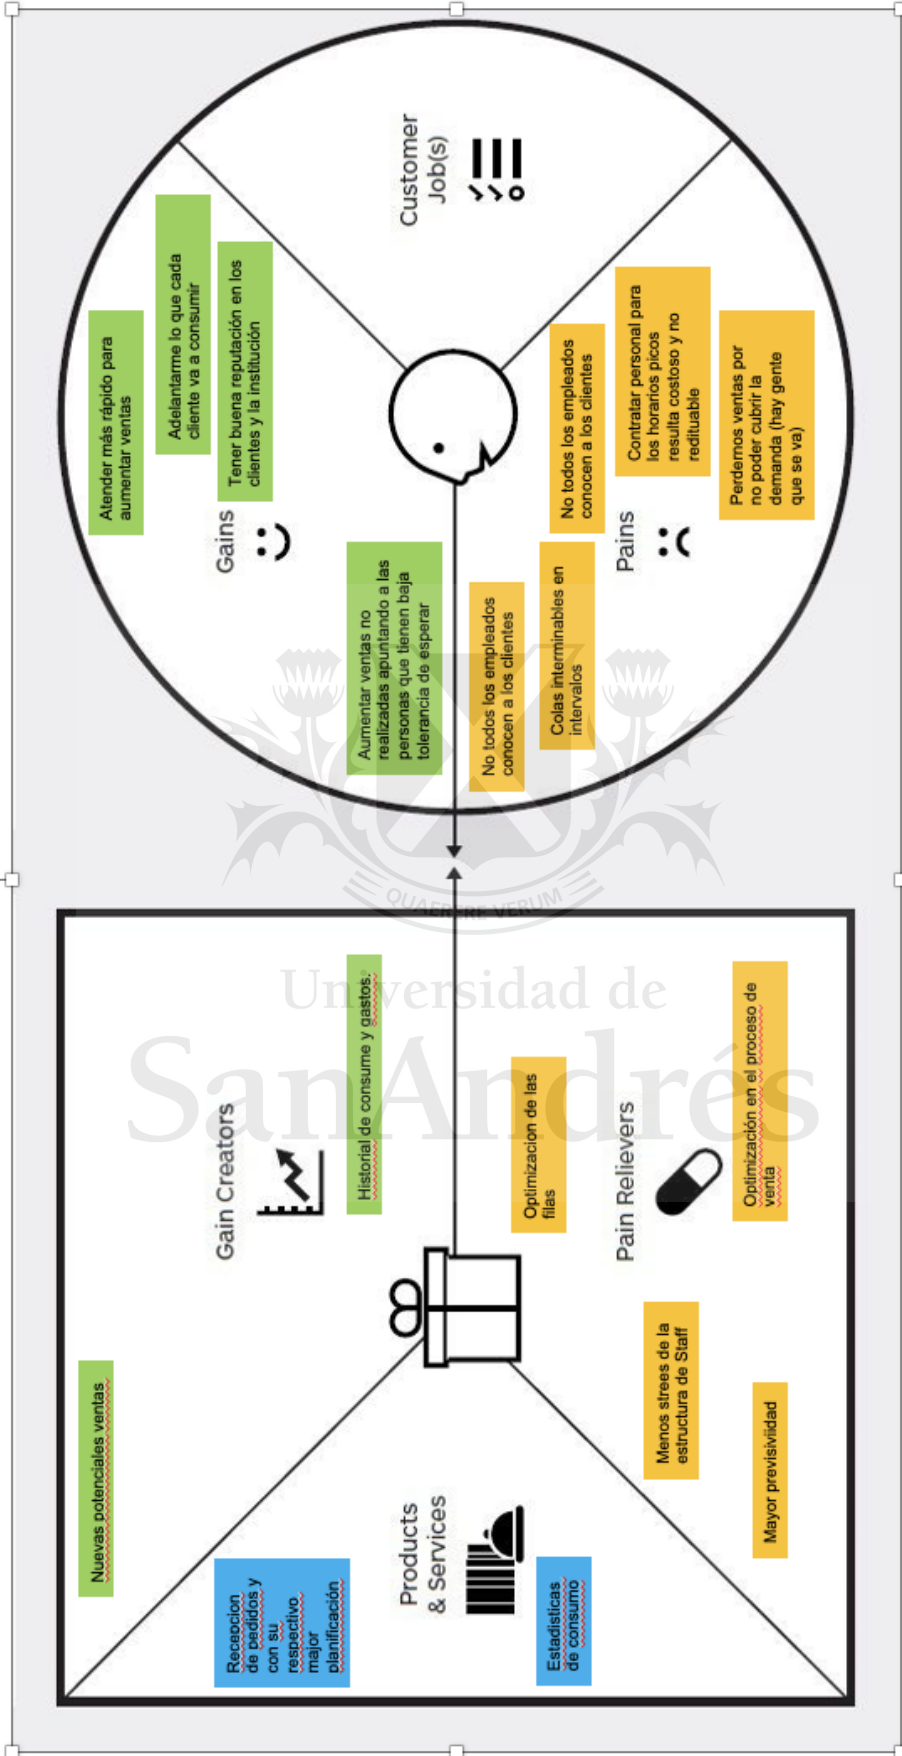 Gain Creators
Nuevas potenciales ventas
Historial de consume y gastos.
Products
& Services
Recepcion
de pedidos y
con su
respectivo
major
planificación
Estadisticas
de consumo
Pain Relievers
Optimizacion de las
filas
Menos strees de la
estructura de Staff
Optimización en el proceso de
venta
Mayor previsiviidad
Gains
Atender más rápido para
aumentar ventas
Adelantarme lo que cada
cliente va a consumir
Tener buena reputación en los
clientes y la institución
Aumentar ventas no
realizadas apuntando a las
personas que tienen baja
tolerancia de esperar
Customer
Job(s)
Pains
No todos los empleados
conocen a los clientes
Colas interminables en
intervalos
No todos los empleados
conocen a los clientes
Contratar personal para
los horarios picos
resulta costoso y no
redituable
Perdemos ventas por
no poder cubrir la
demanda (hay gente
que se va)
QUAERERE VERUM
Universidad de
SanAndrés